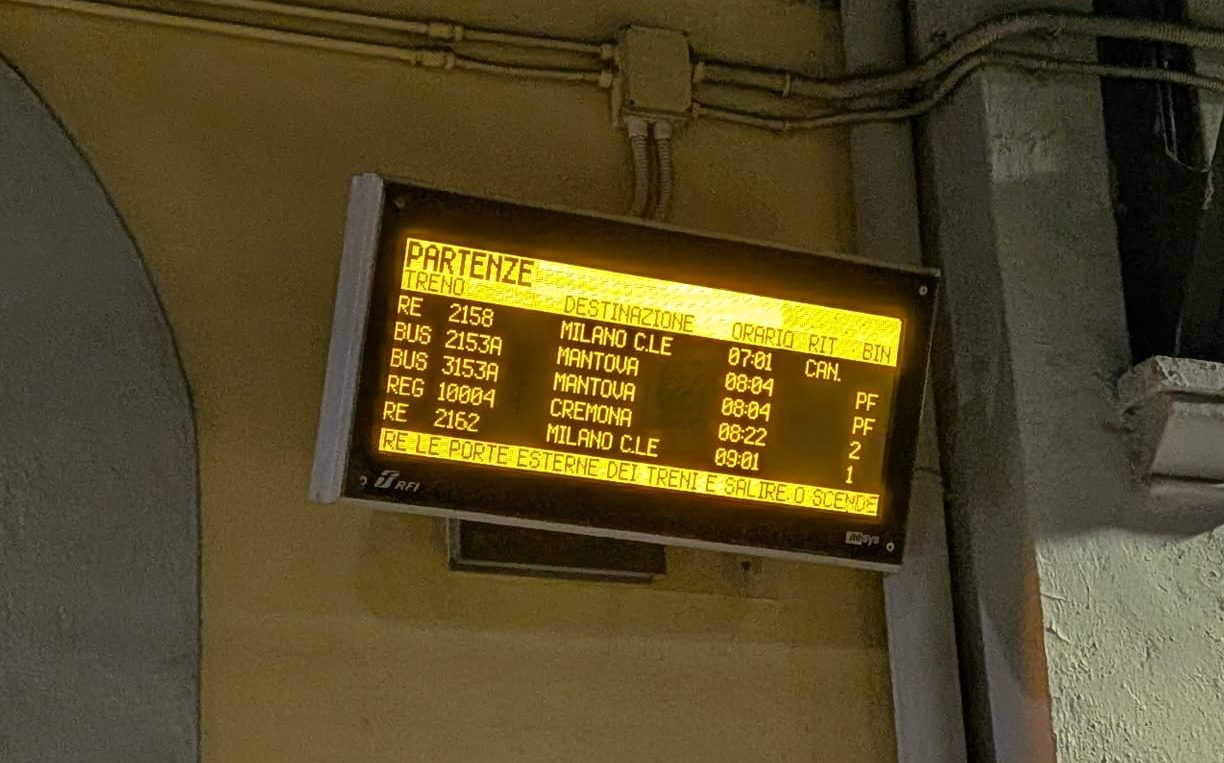 PARTENZE
TRENO DESTINAZIONE ORARIO RIT BIN
RE 2158 MILANO C.LE 07:01 CAN.
BUS 2153A MANTOVA 08:04 PF
BUS 3153A MANTOVA 08:04 PF
REG 10004 CREMONA 08:22 2
RE 2162 MILANO C.LE 09:01 1
RE LE PORTE ESTERNE DEI TRENI E SALIRE O SCENDE
RFI
aesys